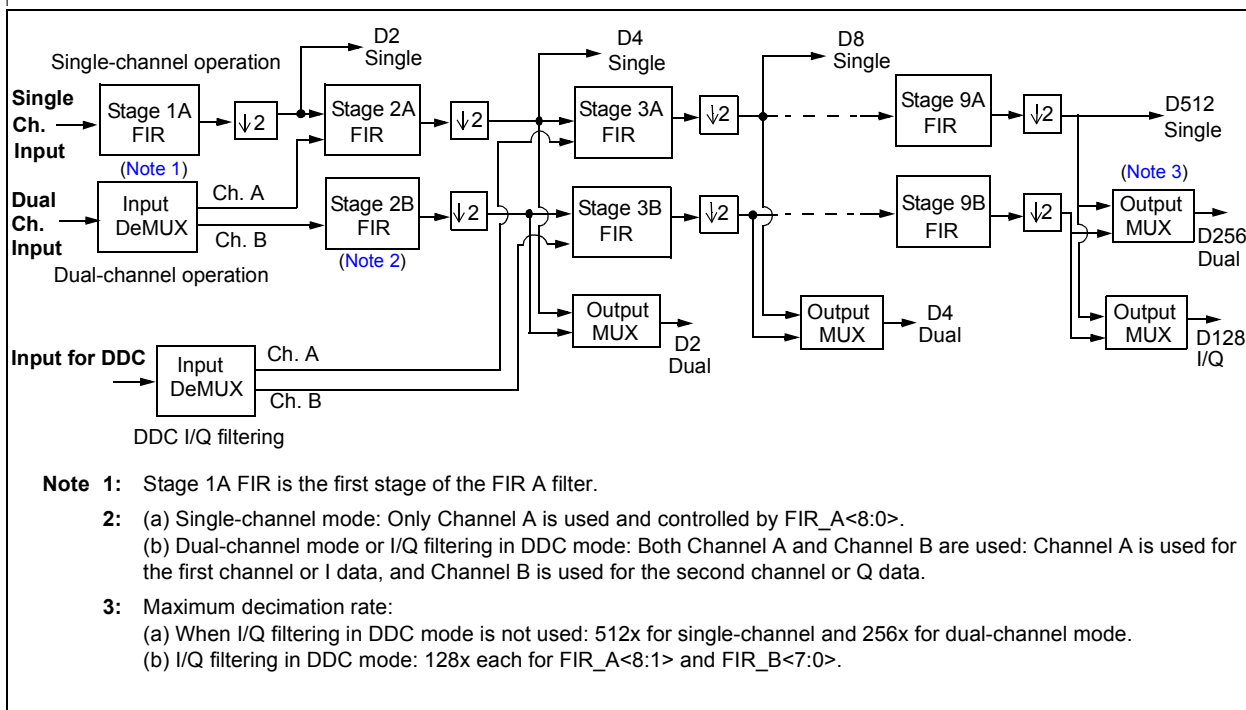 D2
Single
D4
Single
D8
Single
Single-channel operation
Single
Ch.
Input
Stage 1A
FIR
↓2
Stage 2A
FIR
↓2
Stage 3A
FIR
↓2
Stage 9A
FIR
↓2
D512
Single
(Note 1)
(Note 3)
Dual
Ch.
Input
Input
DeMUX
Ch. A
Ch. B
Stage 2B
FIR
↓2
Stage 3B
FIR
↓2
Stage 9B
FIR
↓2
Output
MUX
D256
Dual
(Note 2)
Dual-channel operation
Output
MUX
D2
Dual
Output
MUX
D4
Dual
Output
MUX
D128
I/Q
Input for DDC
Input
DeMUX
Ch. A
Ch. B
DDC I/Q filtering
Note 1: Stage 1A FIR is the first stage of the FIR A filter.
2: (a) Single-channel mode: Only Channel A is used and controlled by FIR_A<8:0>.
(b) Dual-channel mode or I/Q filtering in DDC mode: Both Channel A and Channel B are used: Channel A is used for
the first channel or I data, and Channel B is used for the second channel or Q data.
3: Maximum decimation rate:
(a) When I/Q filtering in DDC mode is not used: 512x for single-channel and 256x for dual-channel mode.
(b) I/Q filtering in DDC mode: 128x each for FIR_A<8:1> and FIR_B<7:0>.